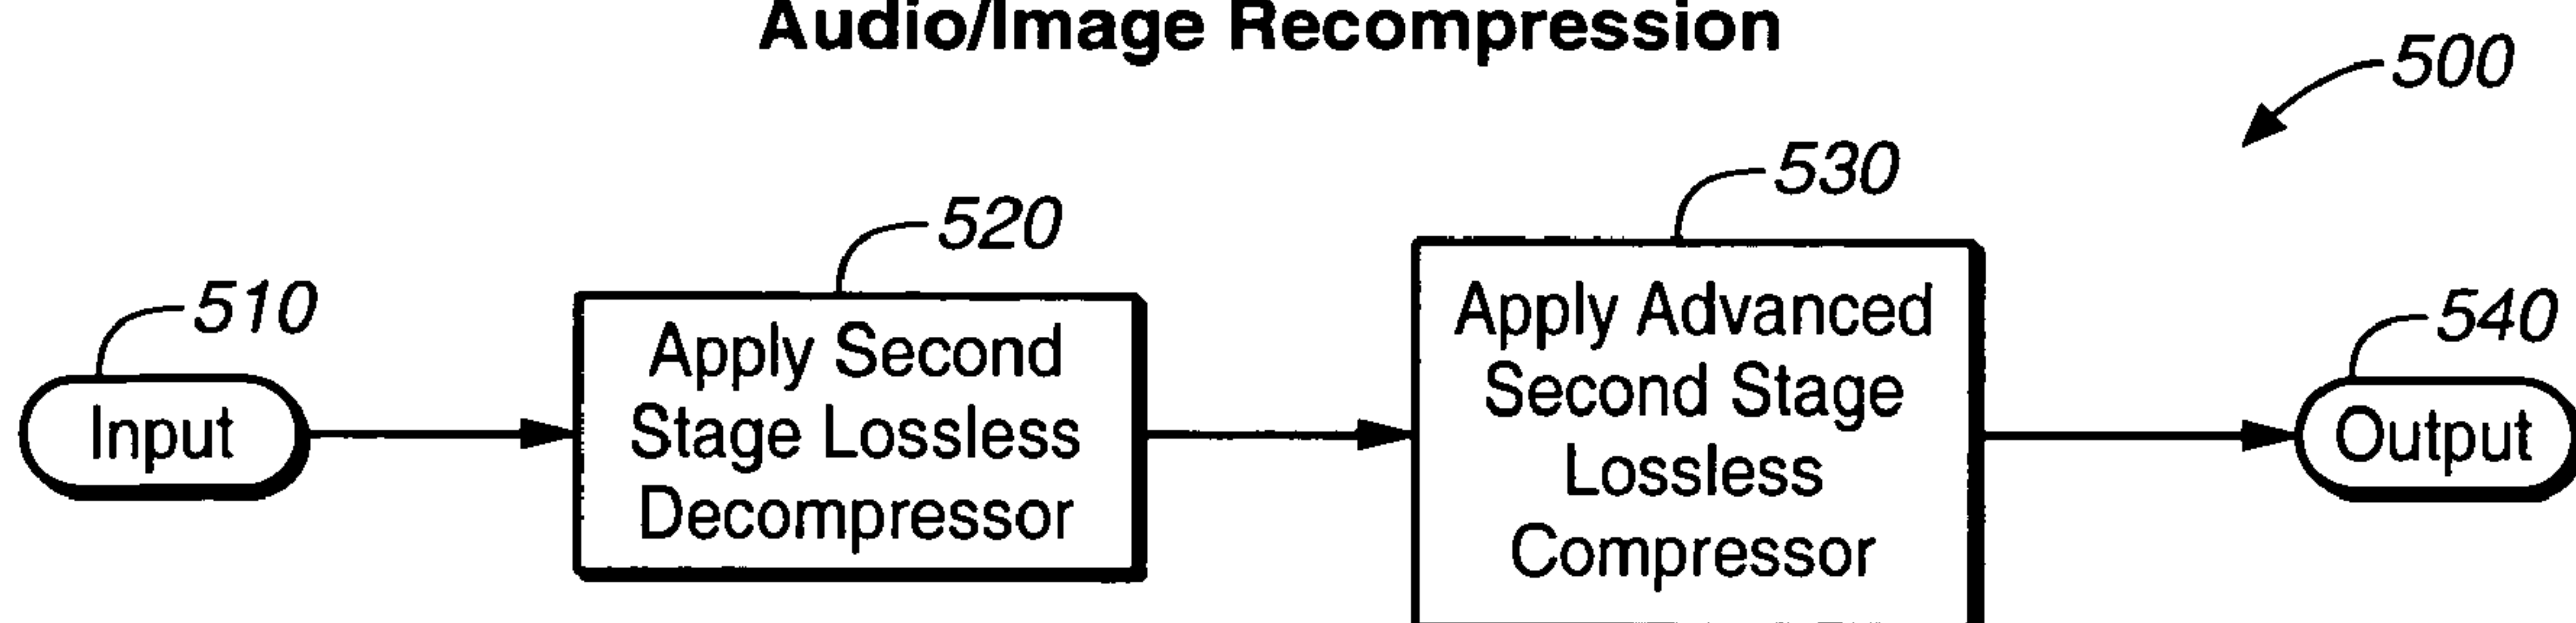 Audio/Image Recompression
500
530
520
510
540
Input
Apply Second
Stage Lossless
Decompressor
Apply Advanced
Second Stage
Lossless
Compressor
Output